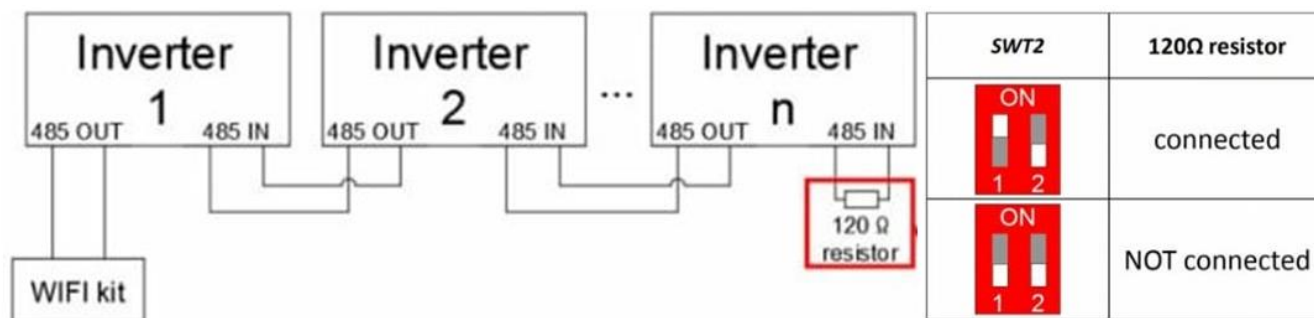 Inverter
1
485 OUT 485 IN
Inverter
2
485 OUT 485 IN
...
Inverter
n
485 OUT 485 IN
120 Ω
resistor
WIFI kit
SWT2 120Ω resistor
ON
1 2
connected
ON
1 2
NOT connected